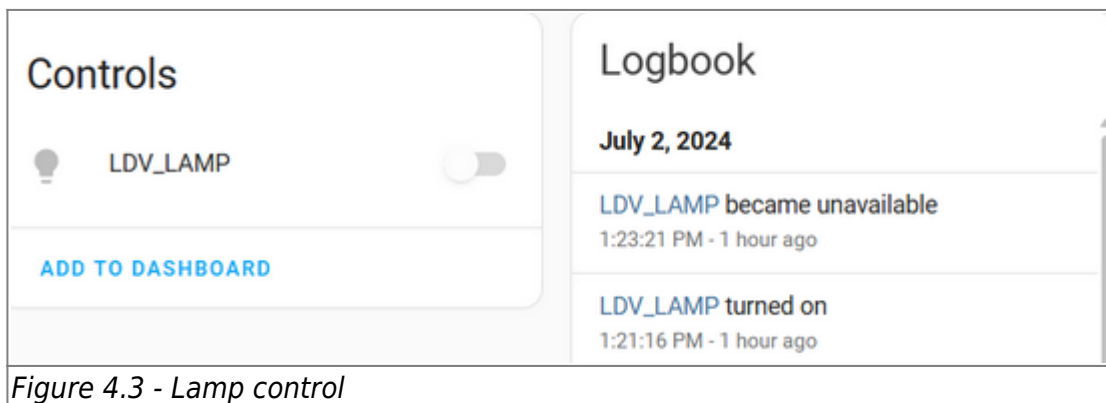 Controls
LDV_LAMP
ADD TO DASHBOARD
Logbook
July 2, 2024
LDV_LAMP became unavailable
1:23:21 PM - 1 hour ago
LDV_LAMP turned on
1:21:16 PM - 1 hour ago
Figure 4.3 - Lamp control